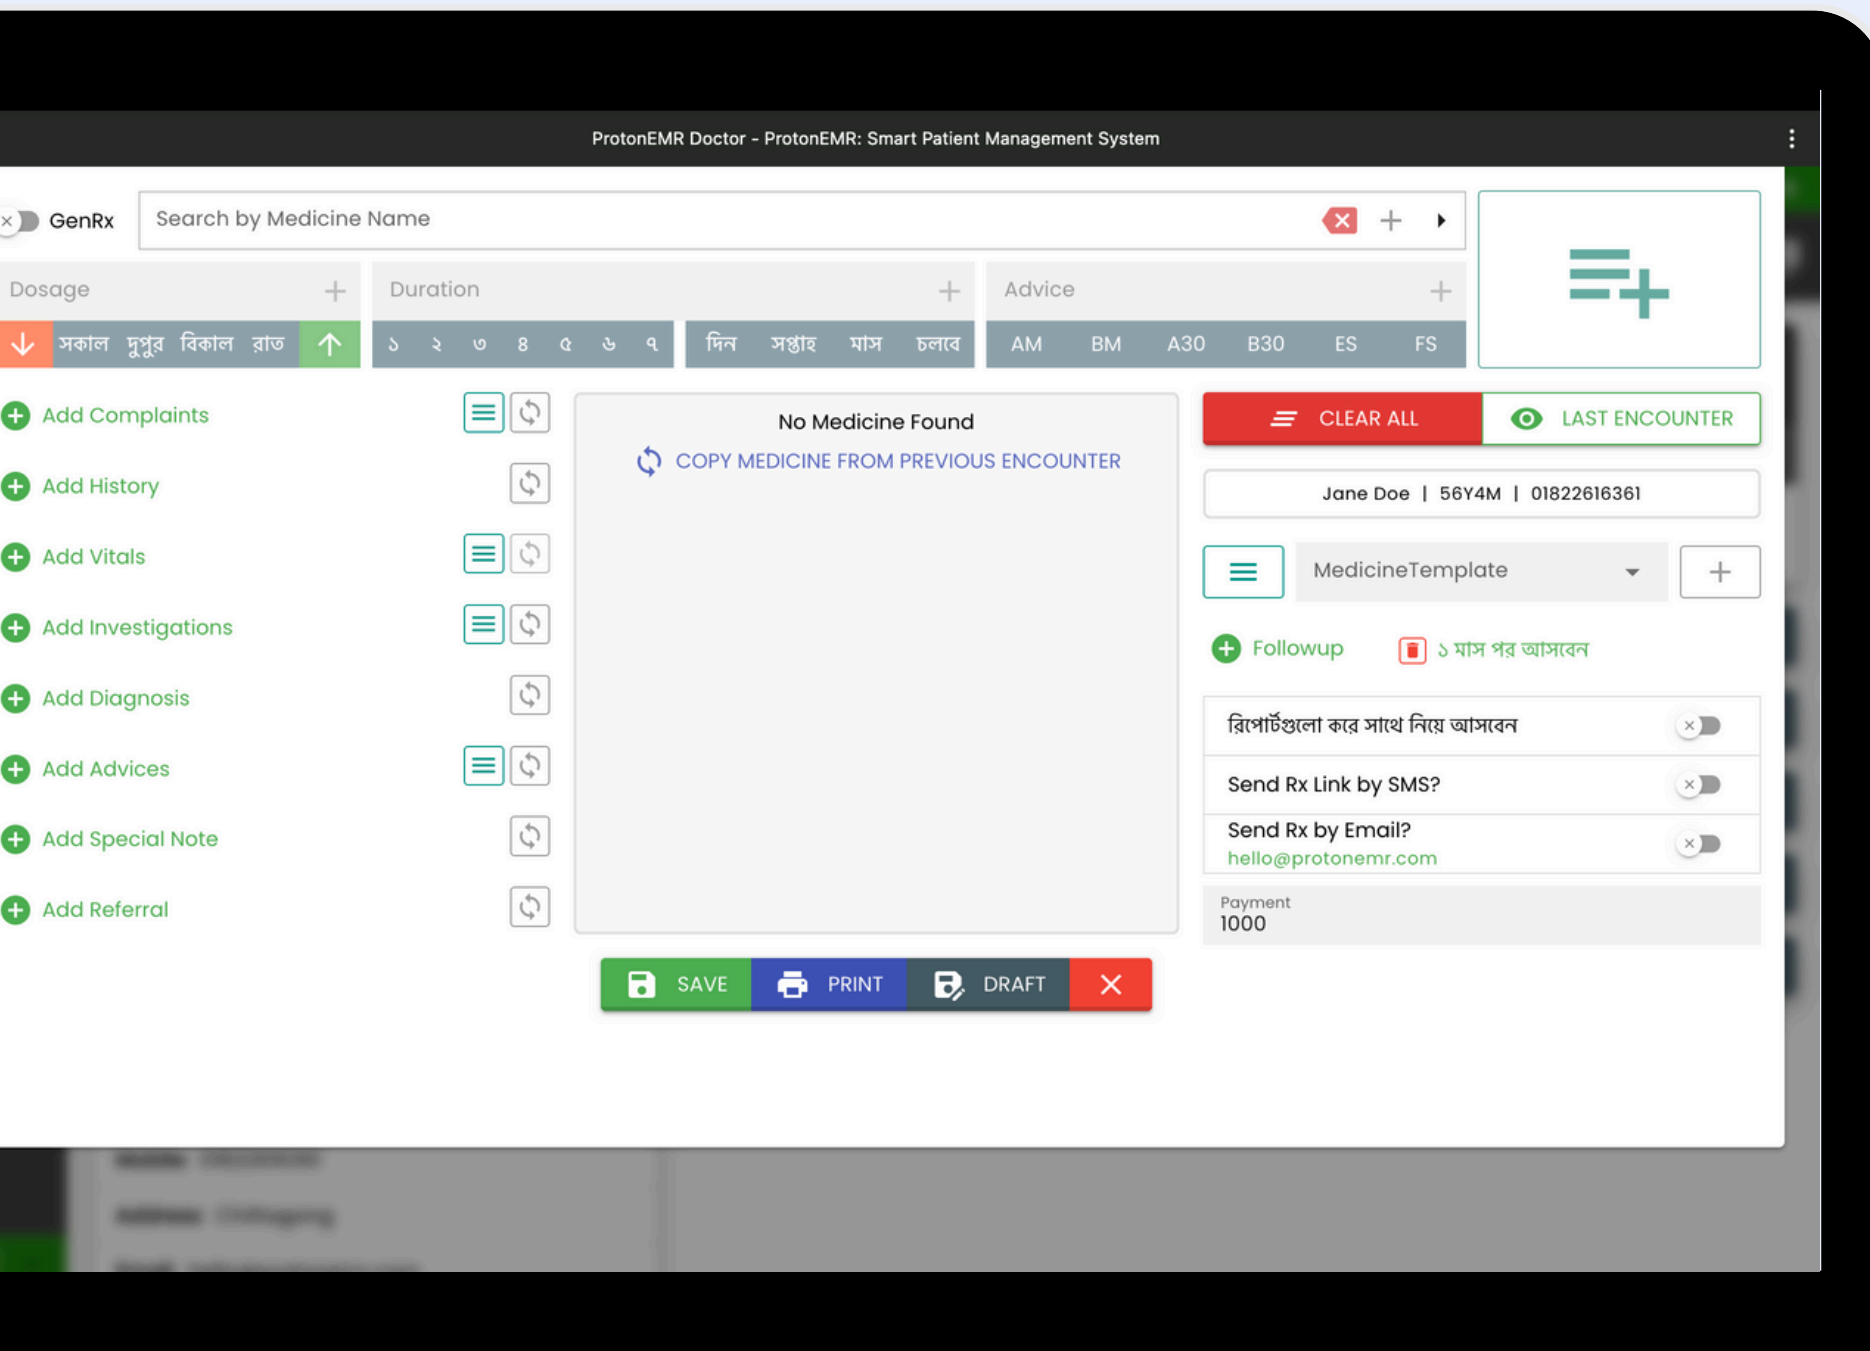 ProtonEMR Doctor - ProtonEMR: Smart Patient Management System
GenRx
Search by Medicine Name
Dosage
Duration
Advice
সকাল দুপুর বিকাল রাত
১ ২ ৩ ৪ ৫ ৬ ৭
দিন সপ্তাহ মাস চলবে
AM BM A30 B30 ES FS
Add Complaints
Add History
Add Vitals
Add Investigations
Add Diagnosis
Add Advices
Add Special Note
Add Referral
No Medicine Found
COPY MEDICINE FROM PREVIOUS ENCOUNTER
CLEAR ALL
LAST ENCOUNTER
Jane Doe | 56Y4M | 01822616361
MedicineTemplate
Followup
১ মাস পর আসবেন
রিপোর্টগুলো করে সাথে নিয়ে আসবেন
Send Rx Link by SMS?
Send Rx by Email?
hello@protonemr.com
Payment
1000
SAVE
PRINT
DRAFT